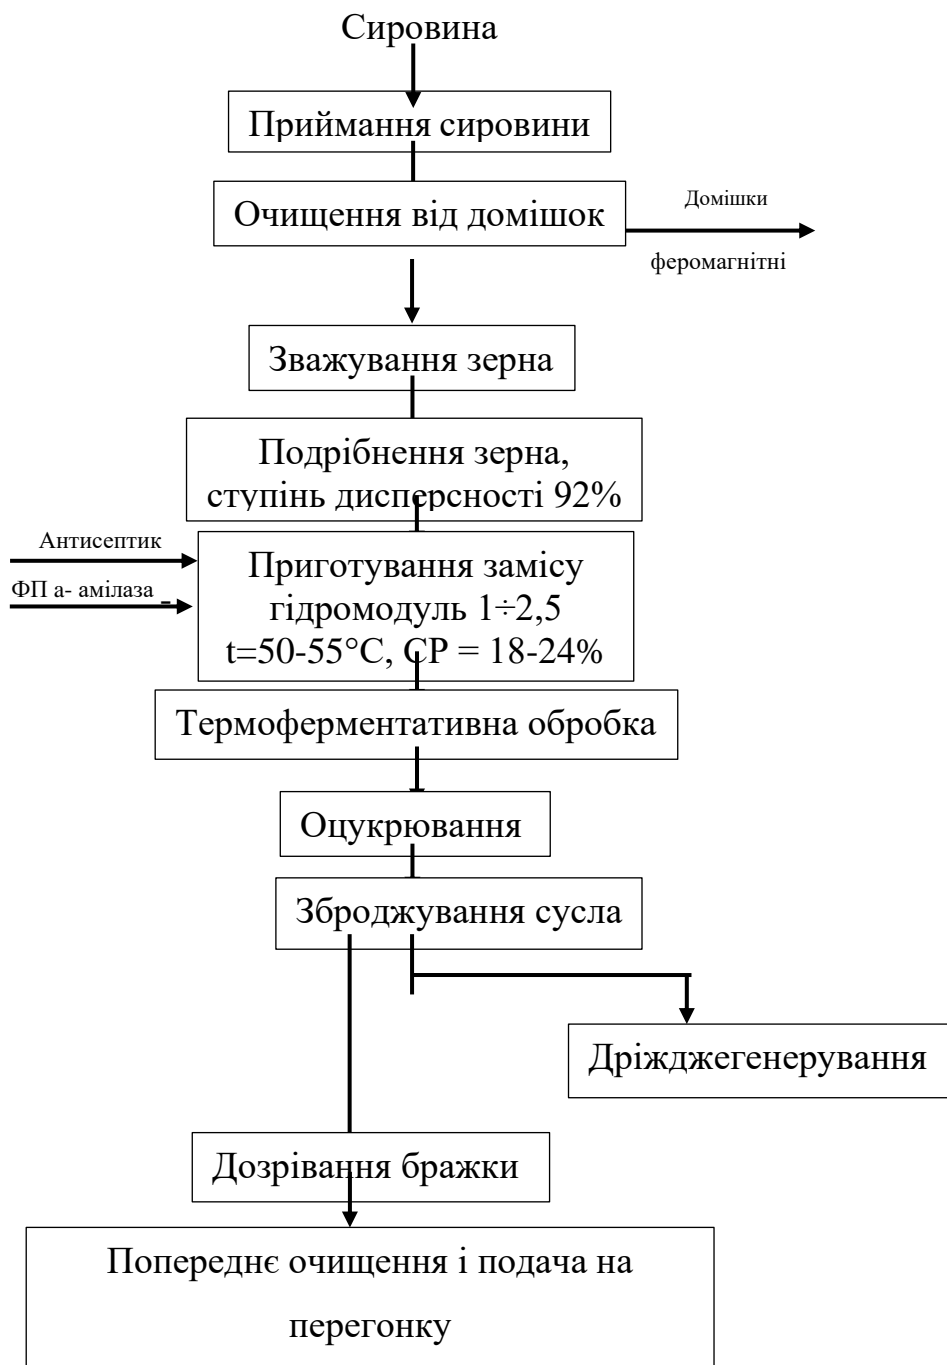 Сировина
Приймання сировини
Очищення від домішок
Домішки
феромагнітні
Зважування зерна
Подрібнення зерна,
ступінь дисперсності 92%
Антисептик
ФП а- амілаза
Приготування замісу
гідромодуль 1÷2,5
t=50-55°C, СР = 18-24%
Термоферментативна обробка
Оцукрювання
Зброджування сусла
Дріжджегенерування
Дозрівання бражки
Попереднє очищення і подача на
перегонку